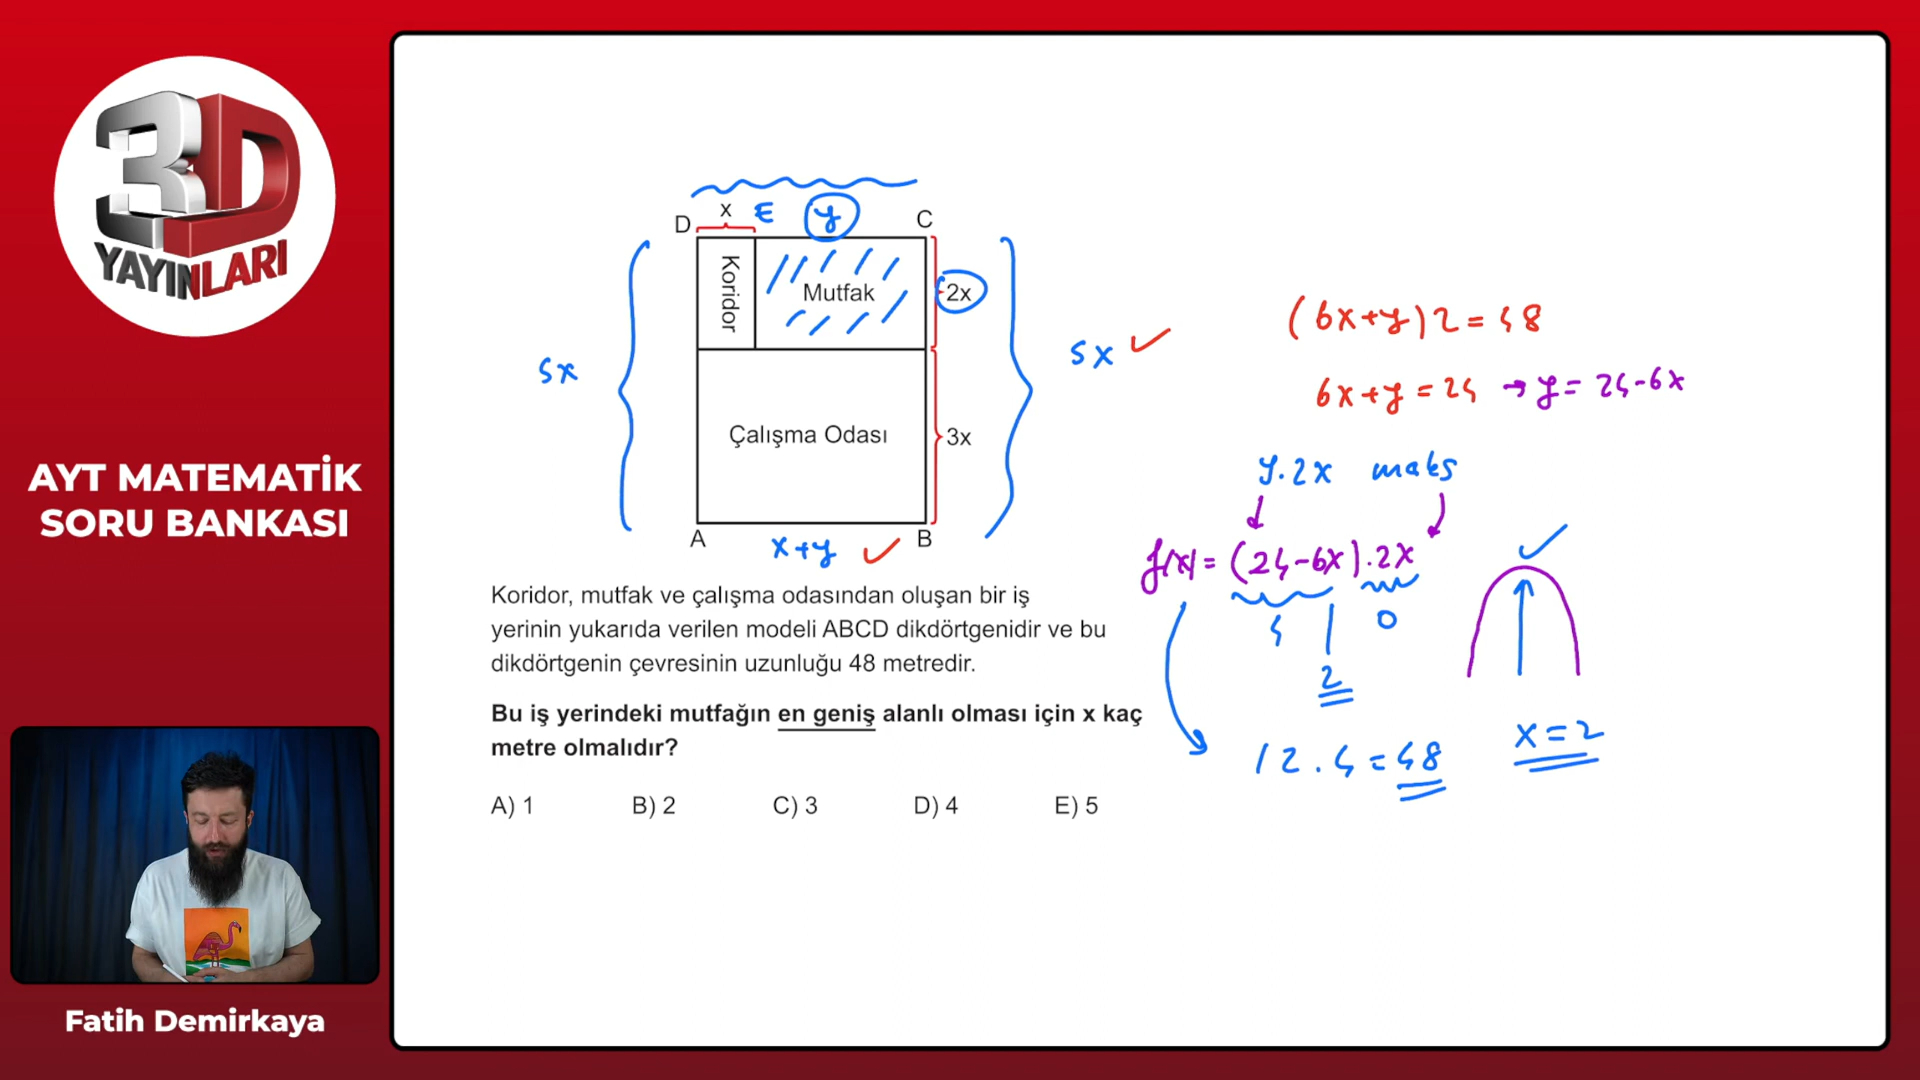 3D
YAYINLARI
AYT MATEMATİK
SORU BANKASI
Fatih Demirkaya
D x E y C
Koridor
Mutfak
2x
5x
5x
Çalışma Odası
3x
A x+y B
Koridor, mutfak ve çalışma odasından oluşan bir iş
yerinin yukarıda verilen modeli ABCD dikdörtgenidir ve bu
dikdörtgenin çevresinin uzunluğu 48 metredir.
Bu iş yerindeki mutfağın en geniş alanlı olması için x kaç
metre olmalıdır?
A) 1 B) 2 C) 3 D) 4 E) 5
(6x+y)2=48
6x+y=24 → y=24-6x
y.2x maks
f(x)=(24-6x).2x
4 0
2
12.4=48
x=2